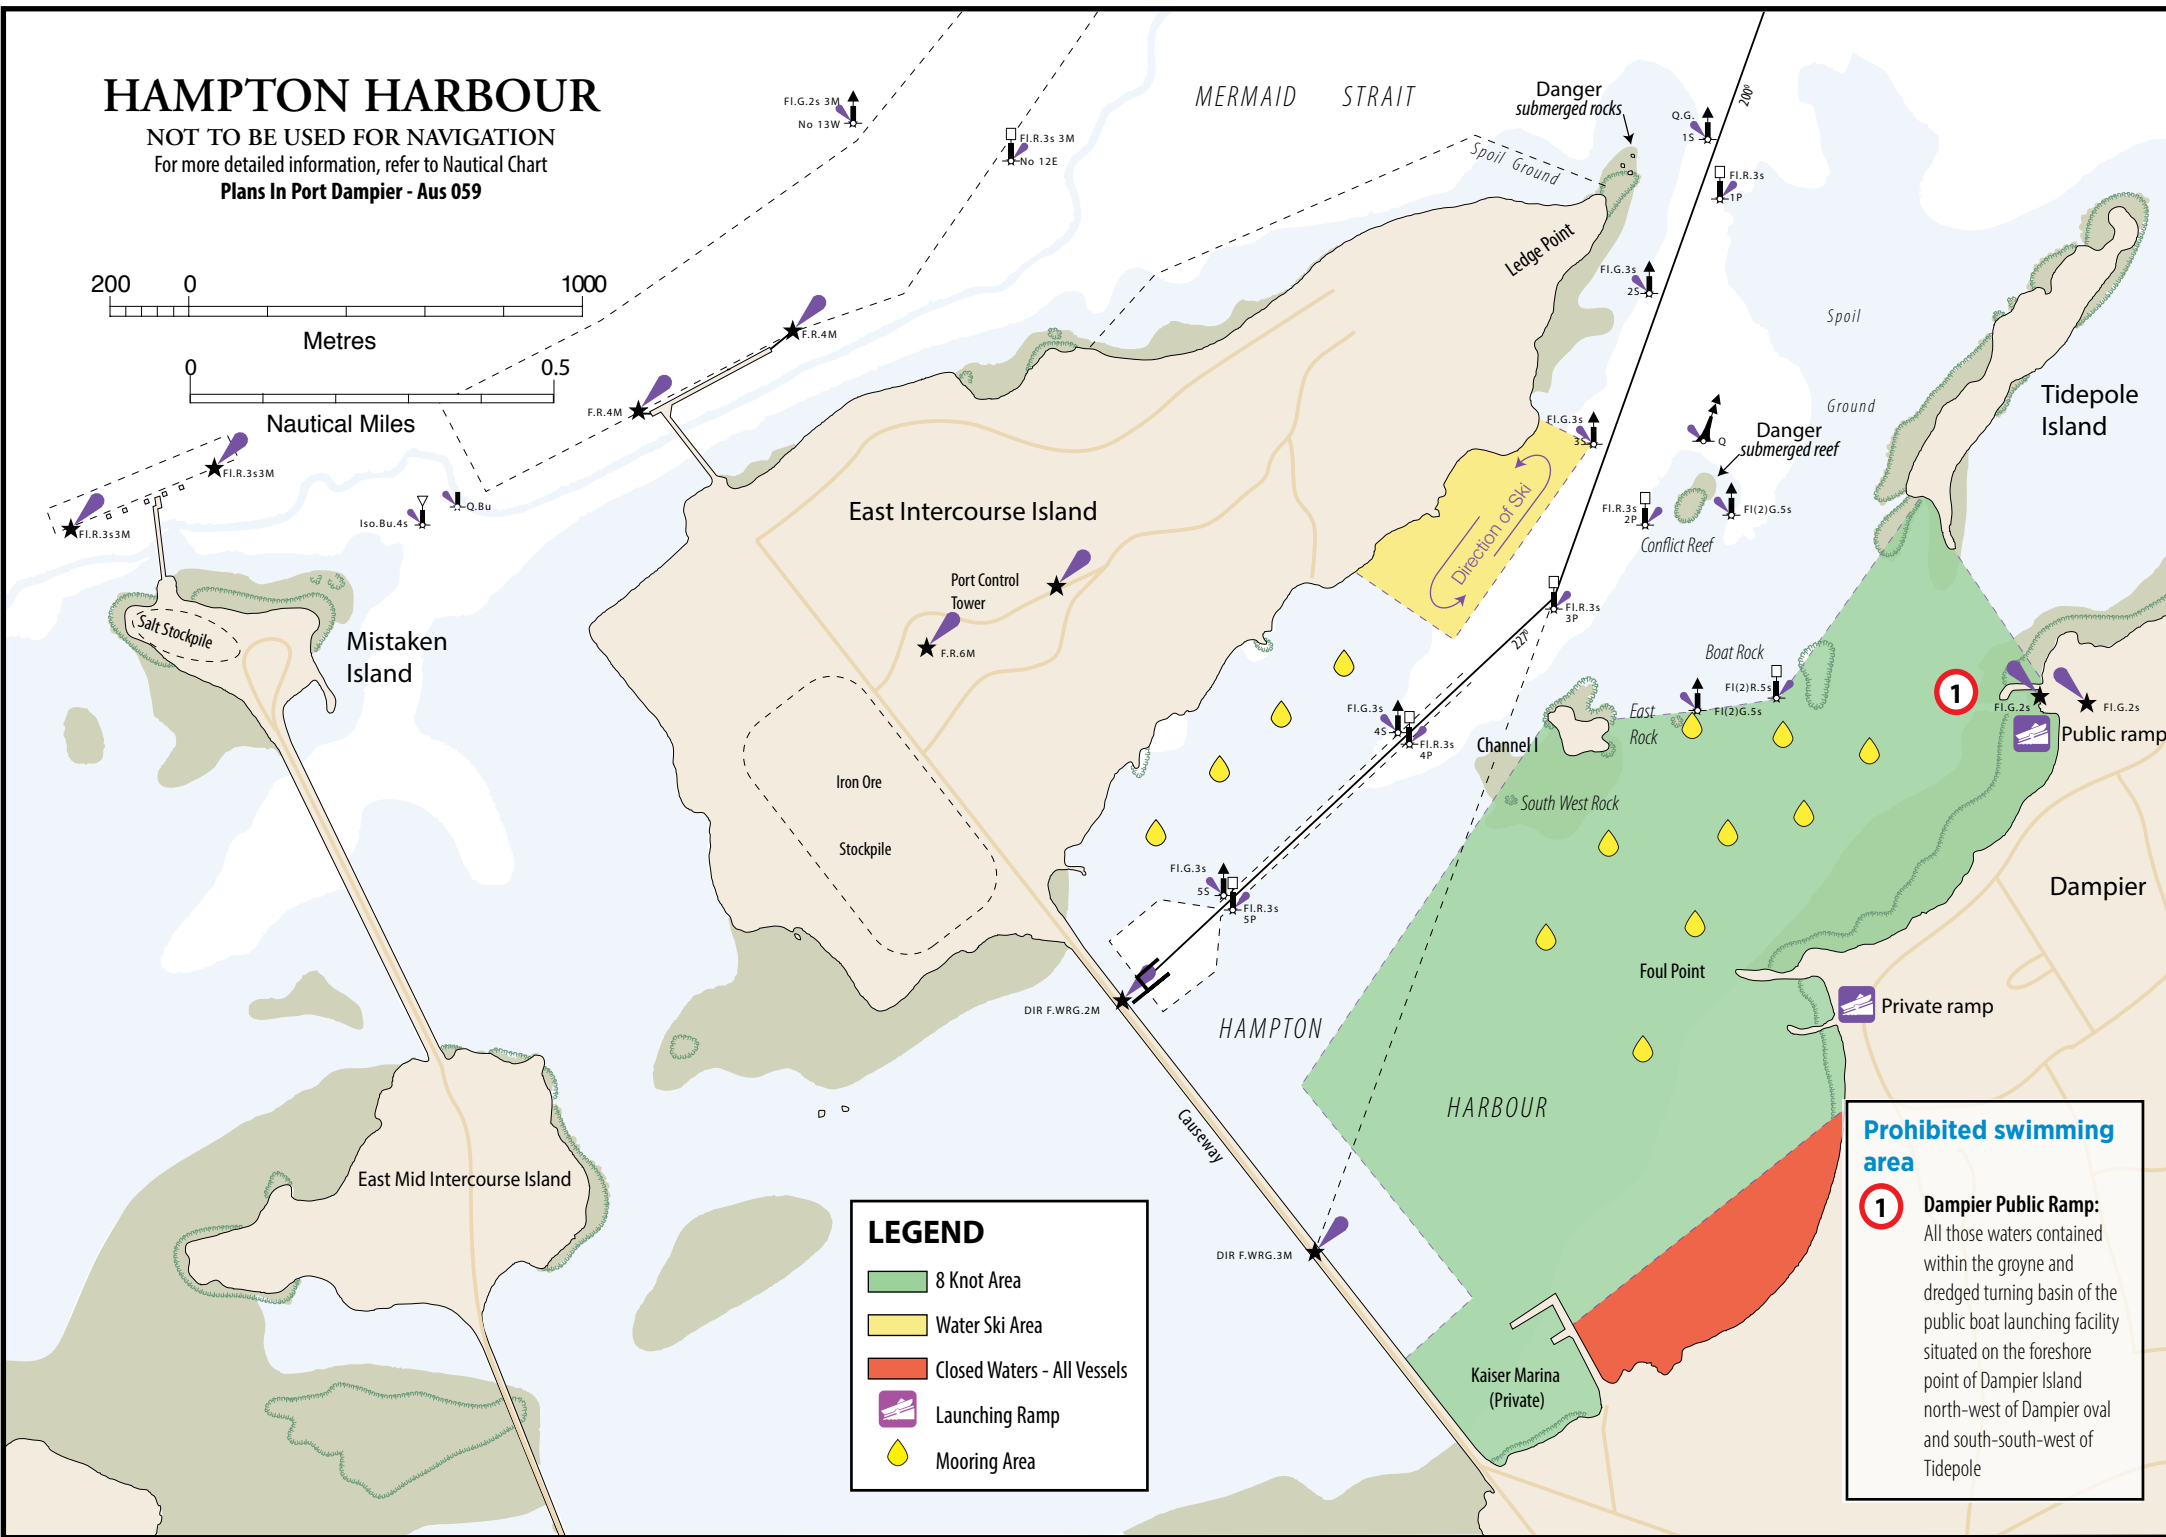 HAMPTON HARBOUR
NOT TO BE USED FOR NAVIGATION
For more detailed information, refer to Nautical Chart
Plans In Port Dampier - Aus 059
200 0 1000
Metres
0 0.5
Nautical Miles
Fl.G.2s 3M
No 13W
Fl.R.3s 3M
No 12E
MERMAID STRAIT
Danger
submerged rocks
Spoil Ground
Q.G.
1S
200⁰
Fl.R.3s
1P
Ledge Point
Fl.G.3s
2S
Spoil
Ground
Tidepole
Island
F.R.4M
F.R.4M
Fl.R.3s3M
Fl.R.3s3M
Iso.Bu.4s
Q.Bu
Fl.G.3s
3S
Q
Danger
submerged reef
Fl.R.3s
2P
Fl(2)G.5s
Conflict Reef
Direction of Ski
East Intercourse Island
Port Control
Tower
F.R.6M
Salt Stockpile
Mistaken
Island
Fl.R.3s
3P
227⁰
Boat Rock
Fl(2)R.5s
Fl(2)G.5s
East
Rock
1
Fl.G.2s
Fl.G.2s
Public ramp
Fl.G.3s
4S
Fl.R.3s
4P
Channel I
South West Rock
Iron Ore
Stockpile
Fl.G.3s
5S
Fl.R.3s
5P
Dampier
Foul Point
Private ramp
DIR F.WRG.2M
HAMPTON
HARBOUR
Causeway
East Mid Intercourse Island
DIR F.WRG.3M
Kaiser Marina
(Private)
LEGEND
8 Knot Area
Water Ski Area
Closed Waters - All Vessels
Launching Ramp
Mooring Area
Prohibited swimming
area
1
Dampier Public Ramp:
All those waters contained
within the groyne and
dredged turning basin of the
public boat launching facility
situated on the foreshore
point of Dampier Island
north-west of Dampier oval
and south-south-west of
Tidepole